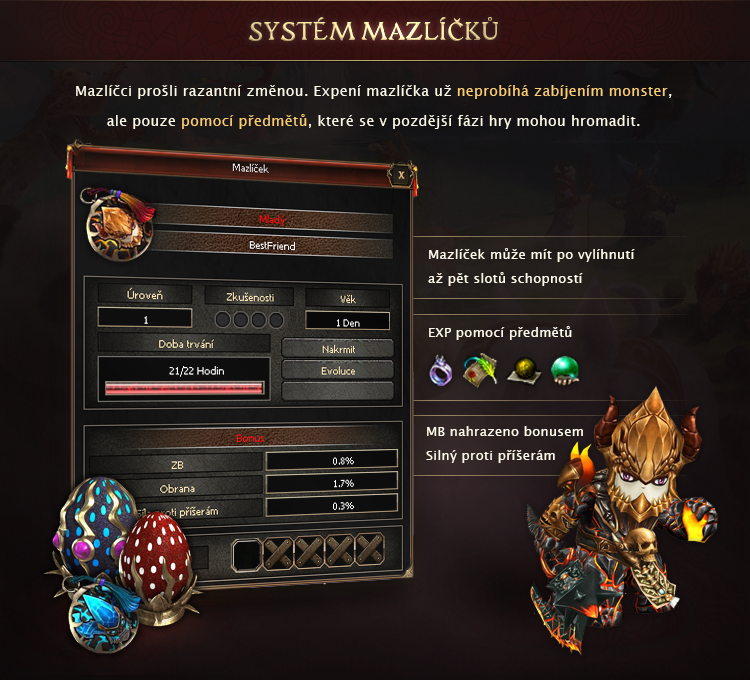 SYSTÉM MAZLÍČKŮ
Mazlíčci prošli razantní změnou. Expení mazlíčka už neprobíhá zabíjením monster,
ale pouze pomocí předmětů, které se v pozdější fázi hry mohou hromadit.
Mazlíček
X
Mladý
BestFriend
Mazlíček může mít po vylíhnutí
až pět slotů schopností
Úroveň
Zkušenosti
Věk
1
1 Den
EXP pomocí předmětů
Doba trvání
Nakrmit
21/22 Hodin
Evoluce
MB nahrazeno bonusem
Silný proti příšerám
Bonus
ZB
0.8%
Obrana
1.7%
proti příšerám
0.3%